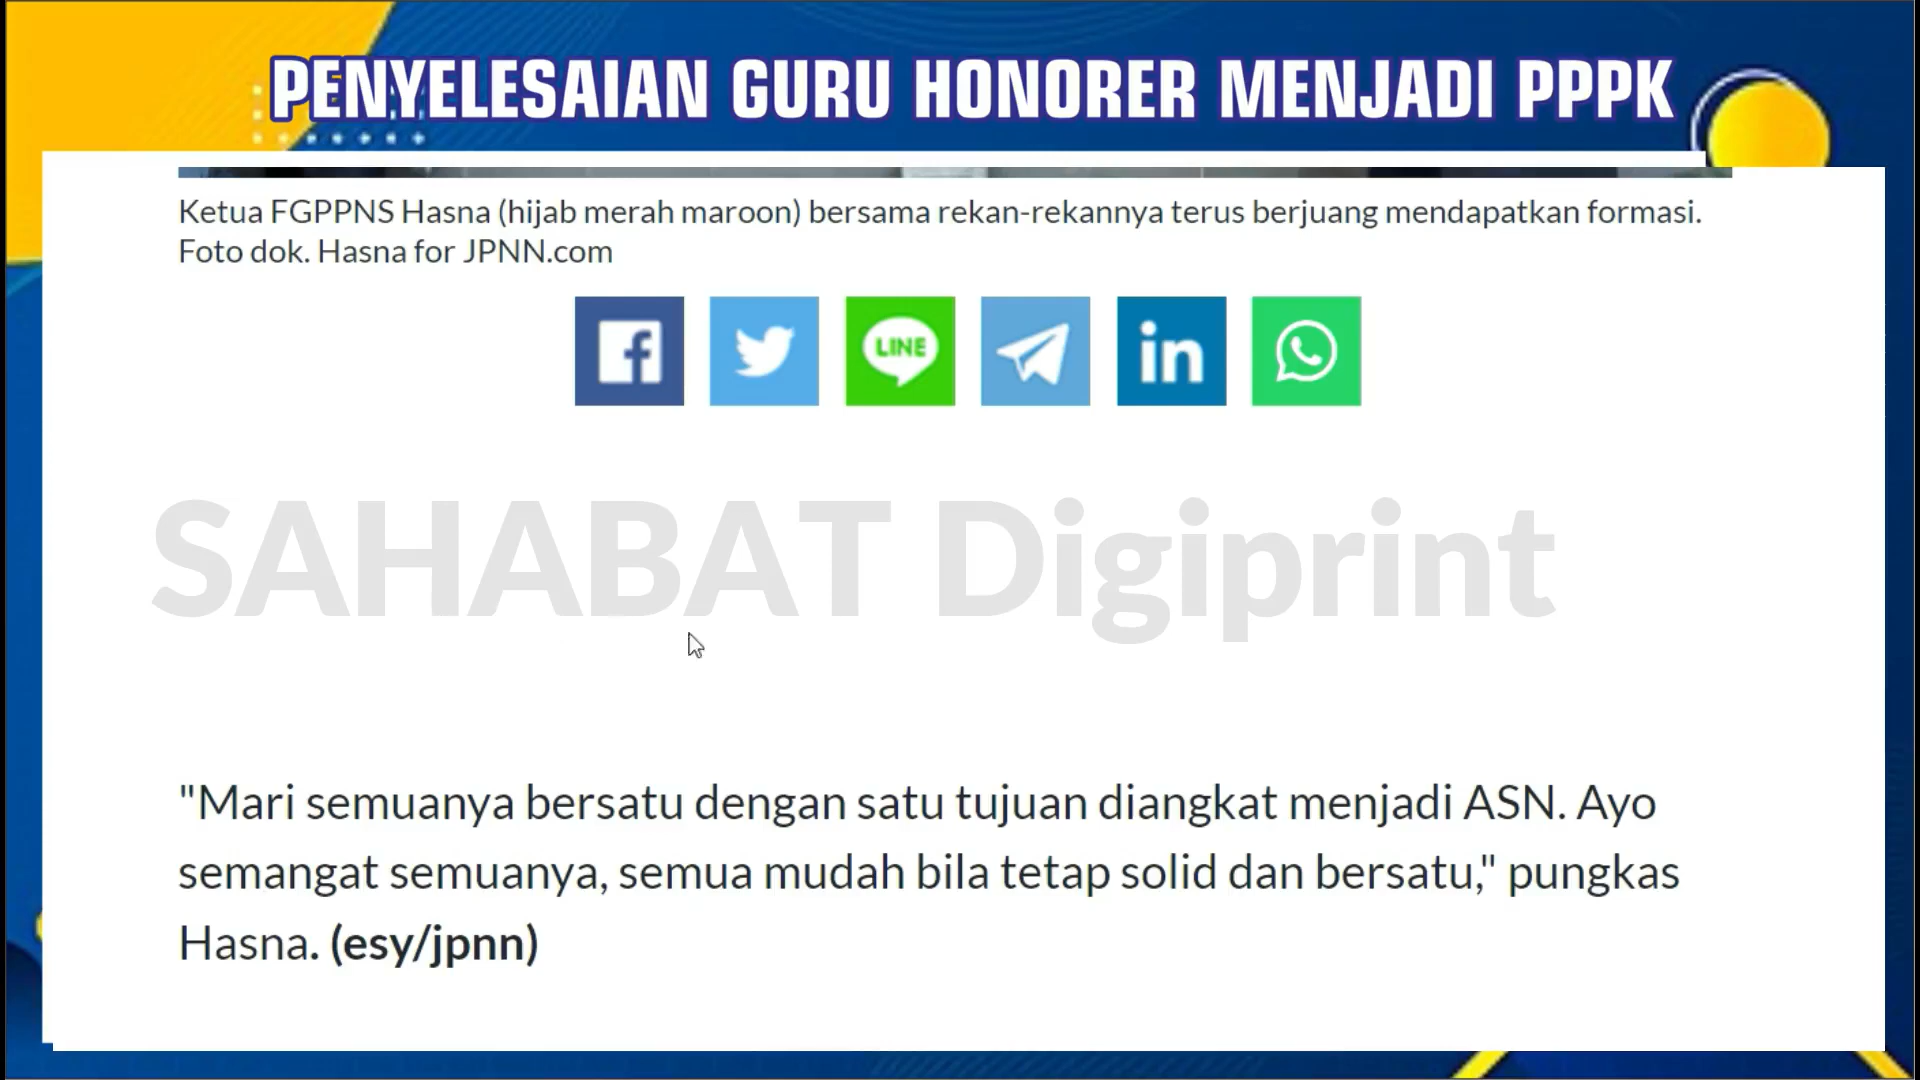 PENYELESAIAN GURU HONORER MENJADI PPPK
Ketua FGPPNS Hasna (hijab merah maroon) bersama rekan-rekannya terus berjuang mendapatkan formasi.
Foto dok. Hasna for JPNN.com
LINE
SAHABAT Digiprint
"Mari semuanya bersatu dengan satu tujuan diangkat menjadi ASN. Ayo
semangat semuanya, semua mudah bila tetap solid dan bersatu," pungkas
Hasna. (esy/jpnn)